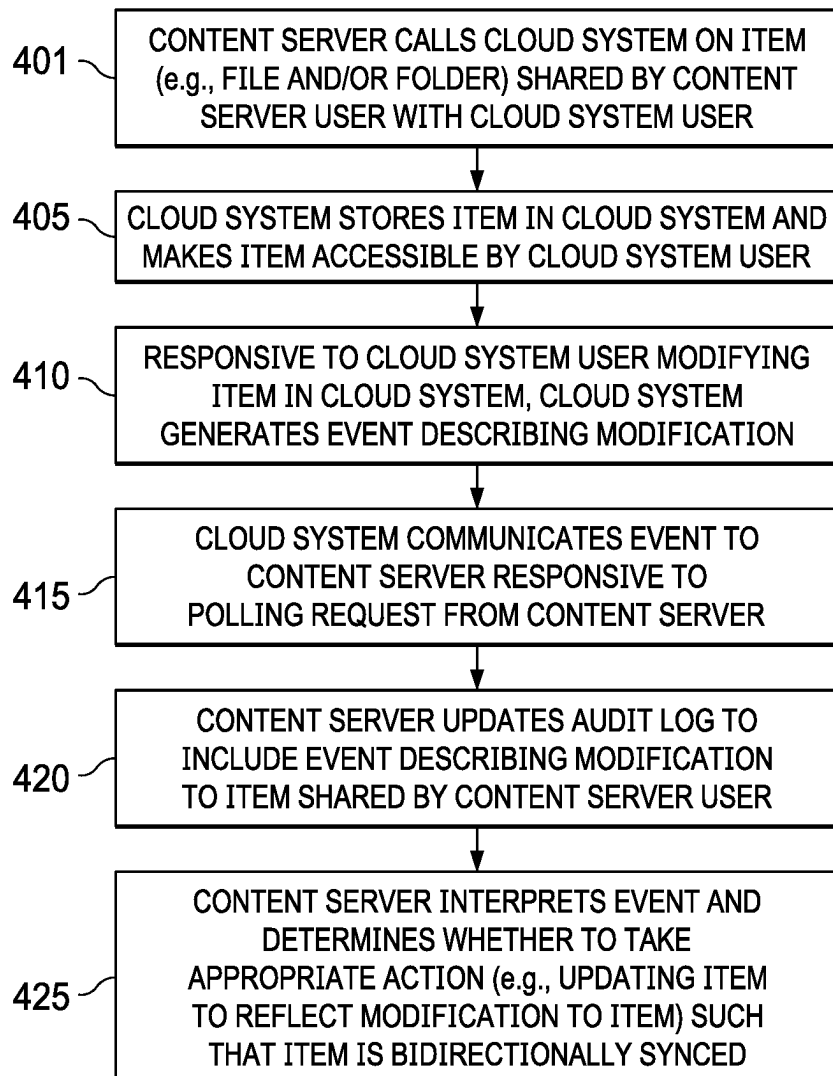 401
CONTENT SERVER CALLS CLOUD SYSTEM ON ITEM
(e.g., FILE AND/OR FOLDER) SHARED BY CONTENT
SERVER USER WITH CLOUD SYSTEM USER
405
CLOUD SYSTEM STORES ITEM IN CLOUD SYSTEM AND
MAKES ITEM ACCESSIBLE BY CLOUD SYSTEM USER
410
RESPONSIVE TO CLOUD SYSTEM USER MODIFYING
ITEM IN CLOUD SYSTEM, CLOUD SYSTEM
GENERATES EVENT DESCRIBING MODIFICATION
415
CLOUD SYSTEM COMMUNICATES EVENT TO
CONTENT SERVER RESPONSIVE TO
POLLING REQUEST FROM CONTENT SERVER
420
CONTENT SERVER UPDATES AUDIT LOG TO
INCLUDE EVENT DESCRIBING MODIFICATION
TO ITEM SHARED BY CONTENT SERVER USER
425
CONTENT SERVER INTERPRETS EVENT AND
DETERMINES WHETHER TO TAKE
APPROPRIATE ACTION (e.g., UPDATING ITEM
TO REFLECT MODIFICATION TO ITEM) SUCH
THAT ITEM IS BIDIRECTIONALLY SYNCED